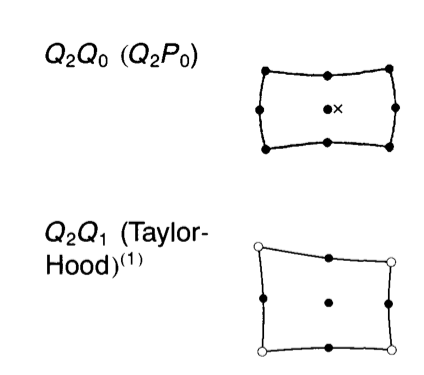 Q₂Q₀ (Q₂P₀)
Q₂Q₁ (Taylor-
Hood)⁽¹⁾